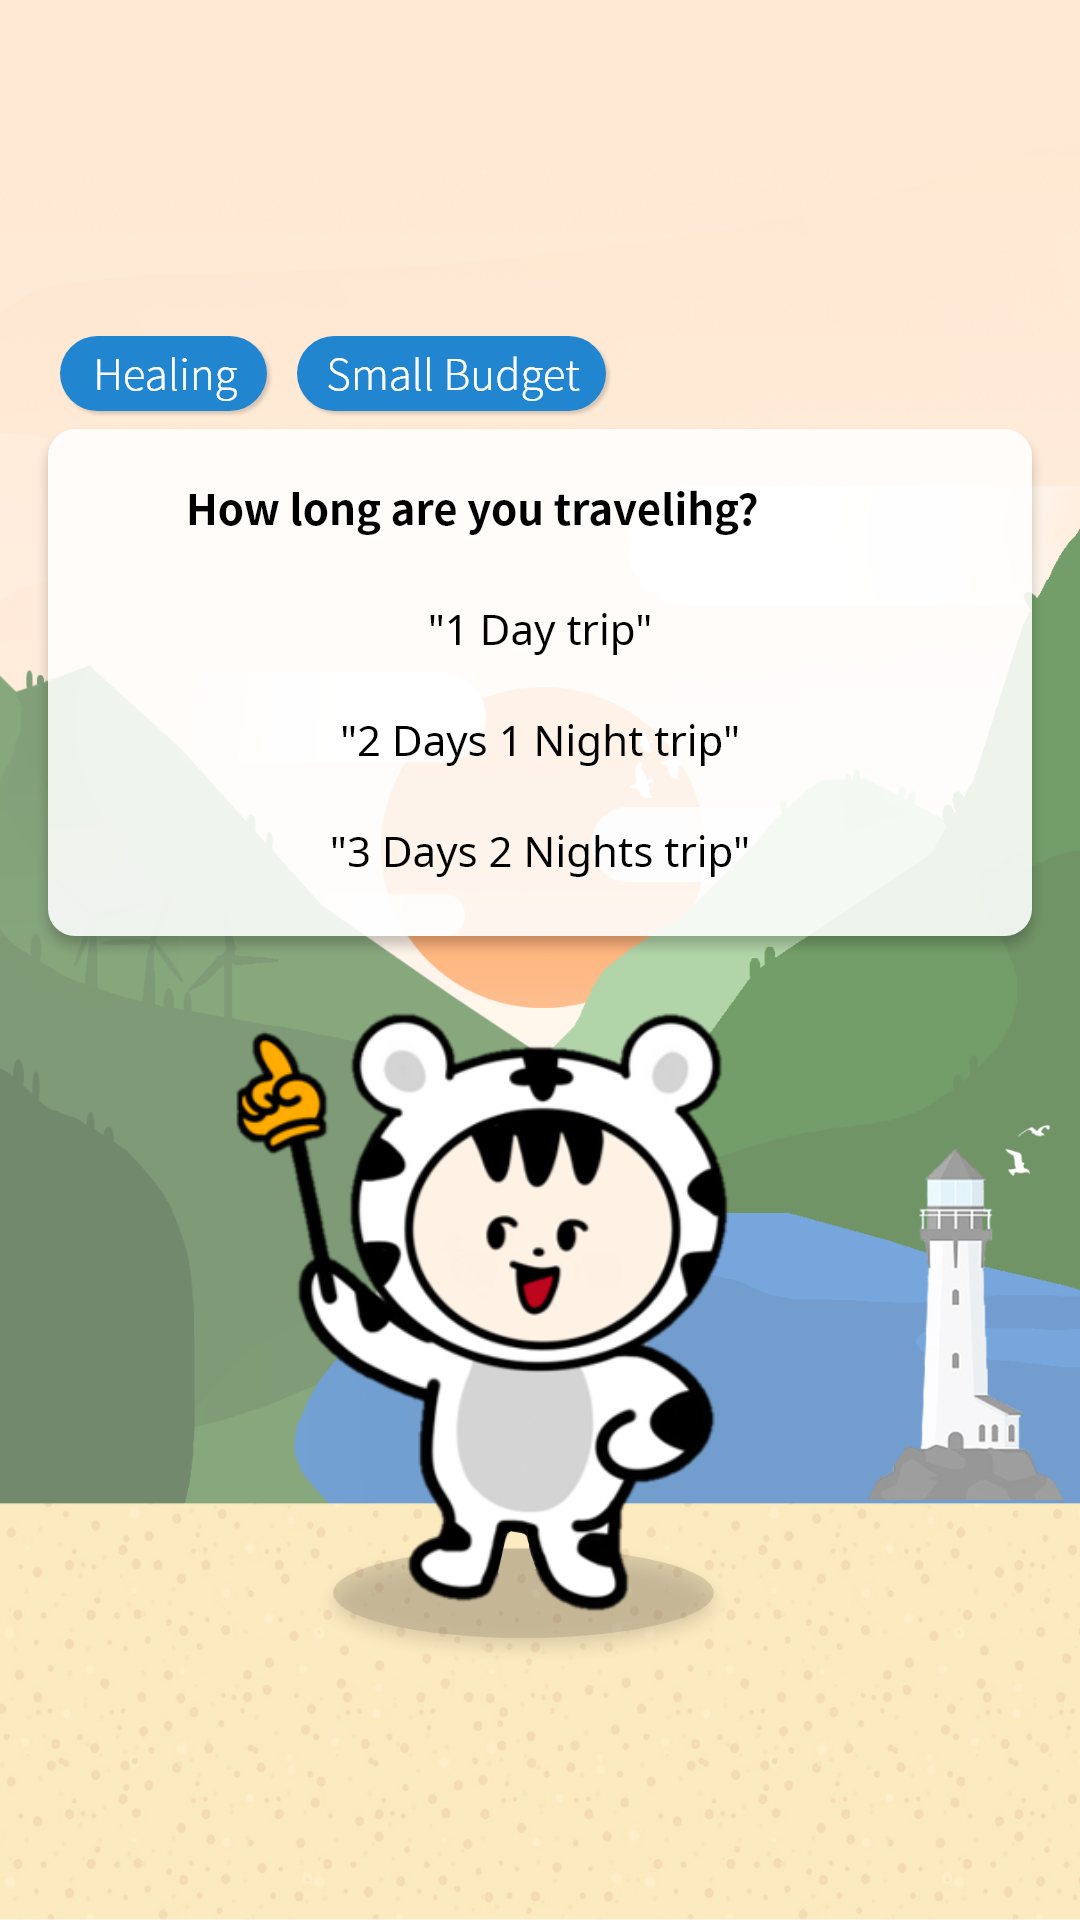 Healing Small Budget
How long are you travelihg?
"1 Day trip"
"2 Days 1 Night trip"
"3 Days 2 Nights trip"